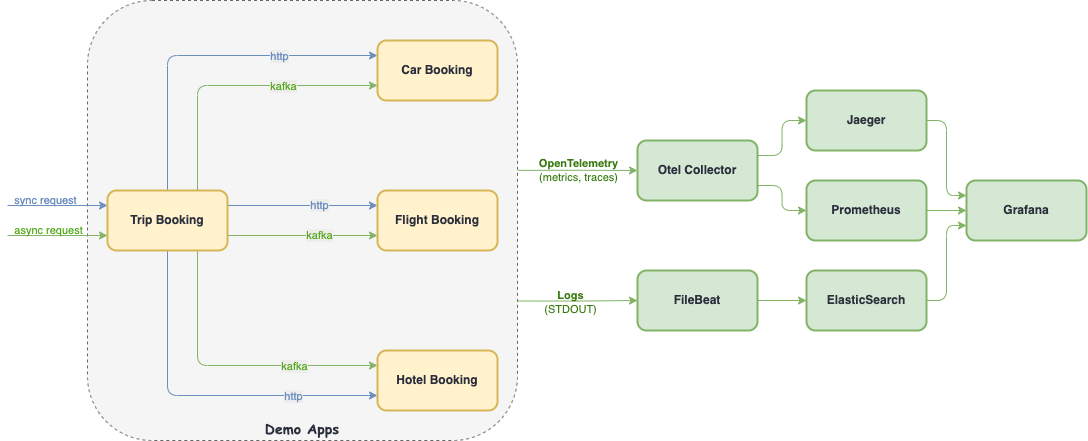 http
Car Booking
kafka
Jaeger
OpenTelemetry
(metrics, traces)
Otel Collector
sync request
http
Trip Booking
Flight Booking
Prometheus
Grafana
async request
kafka
Logs
(STDOUT)
FileBeat
ElasticSearch
kafka
Hotel Booking
http
Demo Apps